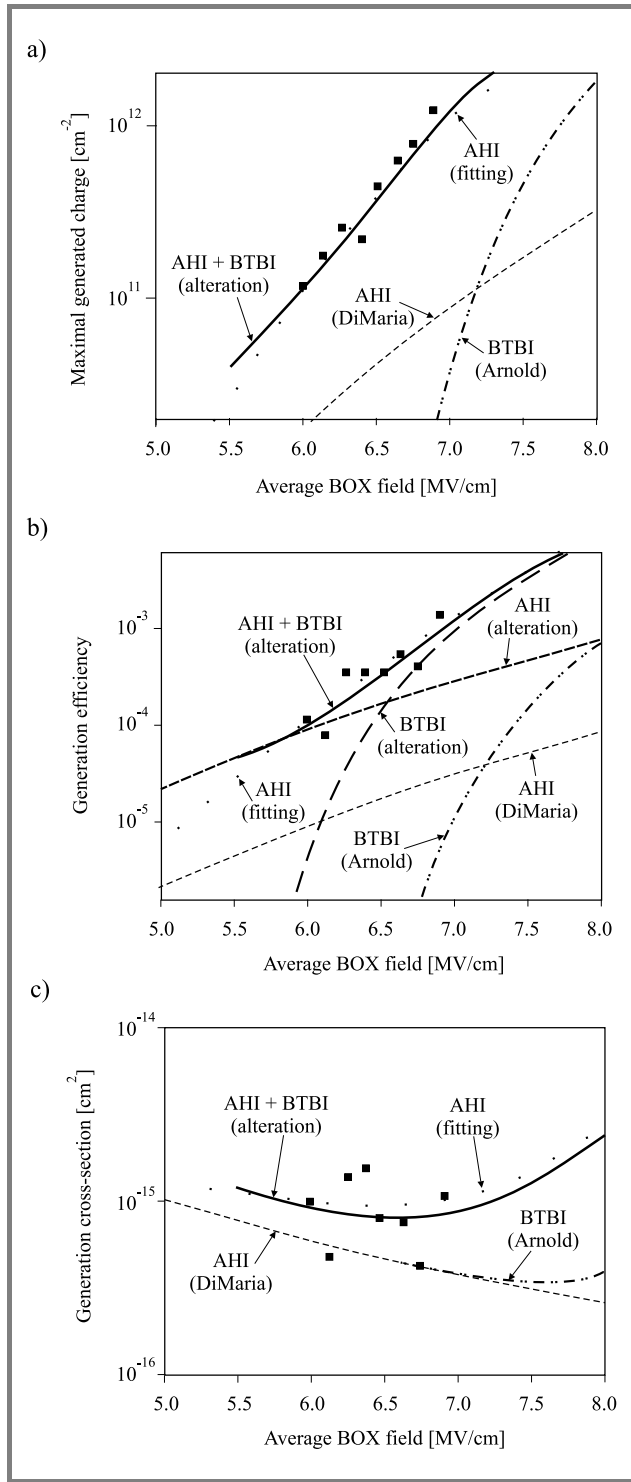 a)
Maximal generated charge [cm-2]
10^12
10^11
AHI
(fitting)
AHI + BTBI
(alteration)
AHI
(DiMaria)
BTBI
(Arnold)
5.0 5.5 6.0 6.5 7.0 7.5 8.0
Average BOX field [MV/cm]
b)
Generation efficiency
10^-3
10^-4
10^-5
AHI + BTBI
(alteration)
AHI
(alteration)
BTBI
(alteration)
AHI
(fitting)
AHI
(DiMaria)
BTBI
(Arnold)
5.0 5.5 6.0 6.5 7.0 7.5 8.0
Average BOX field [MV/cm]
c)
Generation cross-section [cm2]
10^-14
10^-15
10^-16
AHI + BTBI
(alteration)
AHI
(fitting)
BTBI
(Arnold)
AHI
(DiMaria)
5.0 5.5 6.0 6.5 7.0 7.5 8.0
Average BOX field [MV/cm]